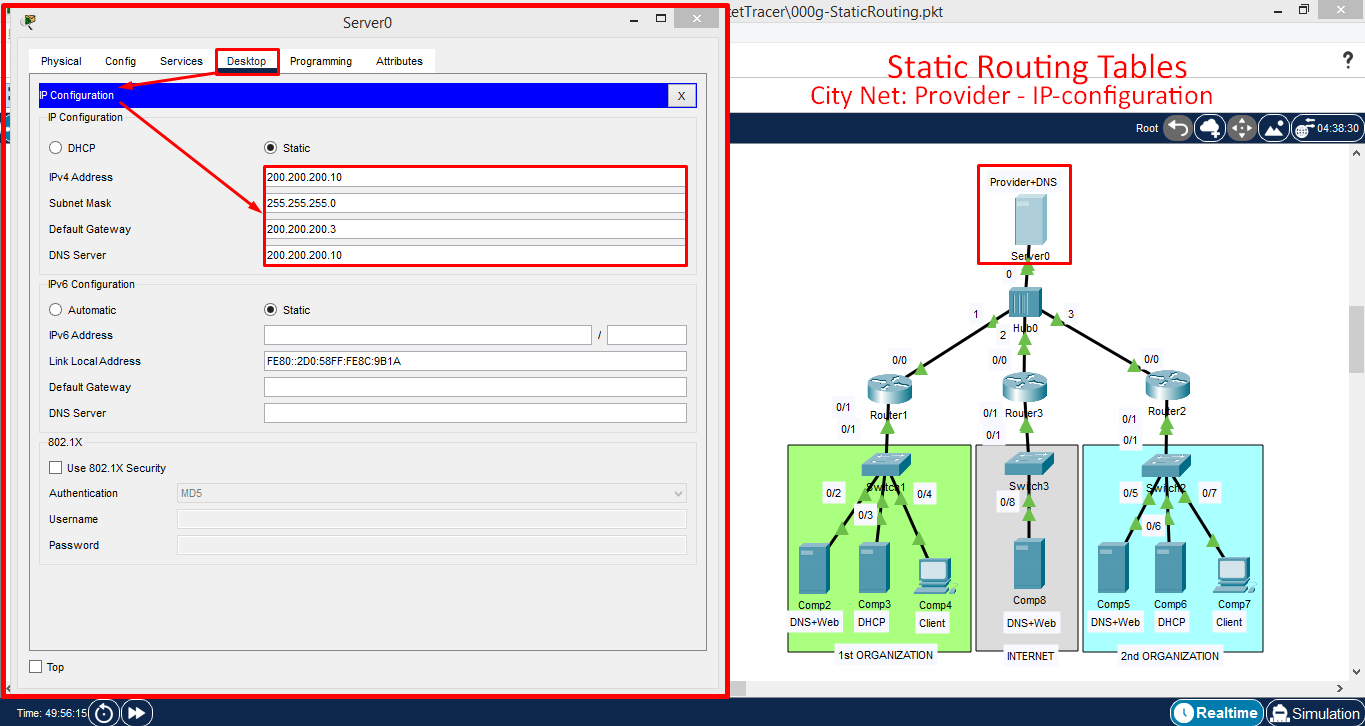 Server0
etTracer\000g-StaticRouting.pkt
Physical
Config
Services
Desktop
Programming
Attributes
IP Configuration
X
IP Configuration
DHCP
Static
IPv4 Address
200.200.200.10
Subnet Mask
255.255.255.0
Default Gateway
200.200.200.3
DNS Server
200.200.200.10
IPv6 Configuration
Automatic
Static
IPv6 Address
/
Link Local Address
FE80::2D0:58FF:FE8C:9B1A
Default Gateway
DNS Server
802.1X
Use 802.1X Security
Authentication
MD5
Username
Password
Top
Static Routing Tables
City Net: Provider - IP-configuration
?
Root
04:38:30
Provider+DNS
Server0
0
1
Hub0
3
2
0/0
0/0
0/0
Router1
Router3
Router2
0/1
0/1
0/1
0/1
0/1
0/1
Switch1
Switch3
Switch2
0/2
0/3
0/4
0/8
0/5
0/6
0/7
Comp2
Comp3
Comp4
Comp8
Comp5
Comp6
Comp7
DNS+Web
DHCP
Client
DNS+Web
DNS+Web
DHCP
Client
1st ORGANIZATION
INTERNET
2nd ORGANIZATION
Time: 49:56:15
Realtime
Simulation